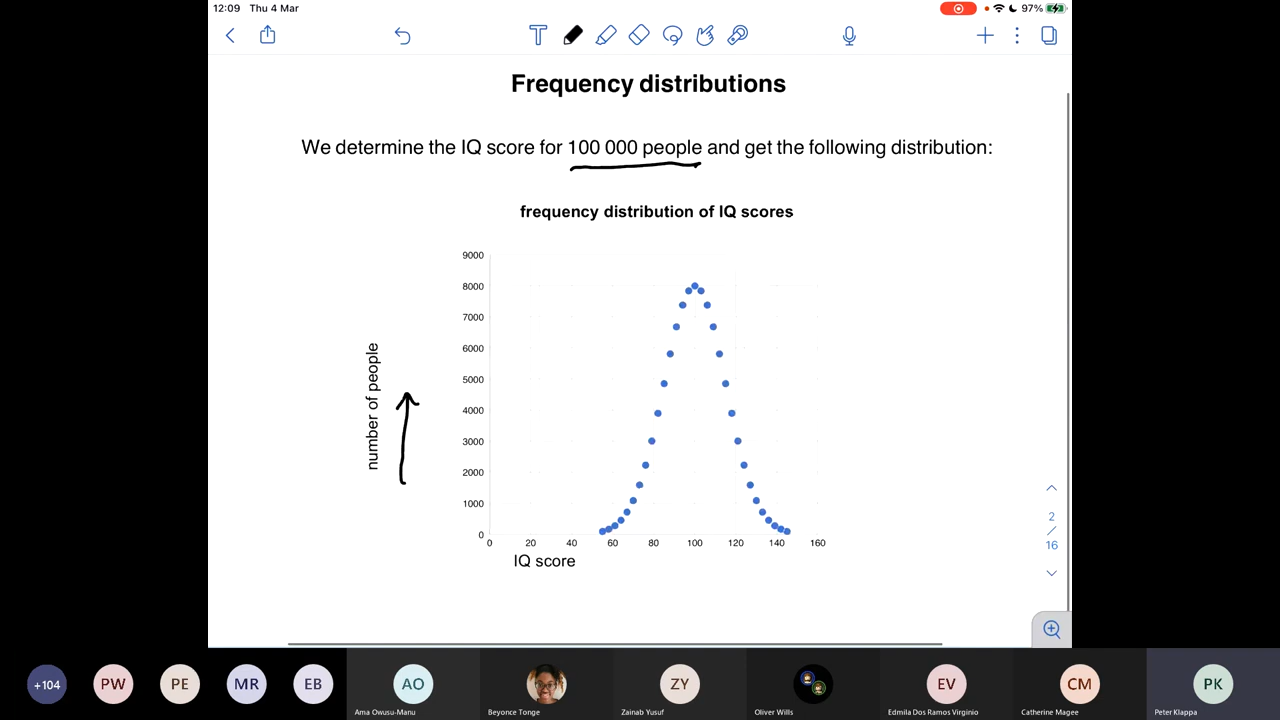 12:09 Thu 4 Mar
97%
T
Frequency distributions
We determine the IQ score for 100 000 people and get the following distribution:
frequency distribution of IQ scores
number of people
9000
8000
7000
6000
5000
4000
3000
2000
1000
0
0 20 40 60 80 100 120 140 160
IQ score
2
/
16
+104 PW PE MR EB AO ZY EV CM PK
Ama Owusu-Manu Beyonce Tonge Zainab Yusuf Oliver Wills Edmila Dos Ramos Virginio Catherine Magee Peter Klappa